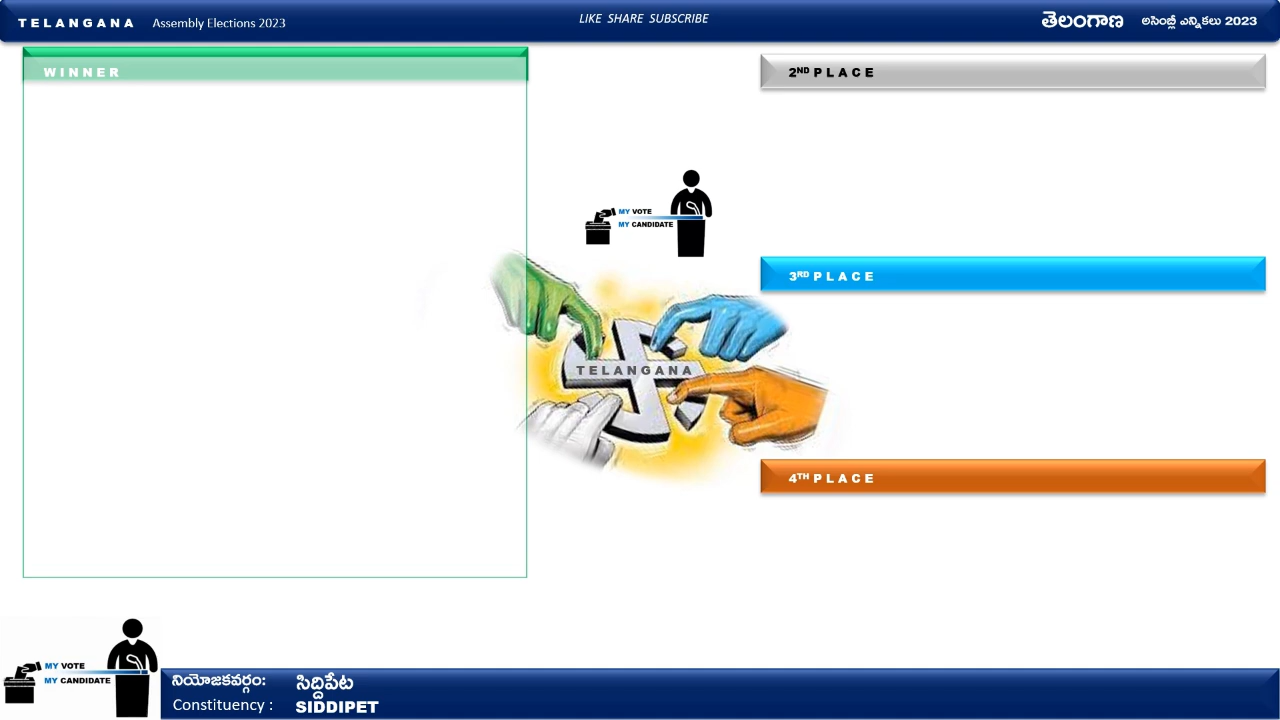 TELANGANA Assembly Elections 2023
LIKE SHARE SUBSCRIBE
తెలంగాణ అసెంబ్లీ ఎన్నికలు 2023
WINNER
2ND PLACE
MY VOTE
MY CANDIDATE
3RD PLACE
TELANGANA
4TH PLACE
MY VOTE
MY CANDIDATE
నియోజకవర్గం: సిద్దిపేట
Constituency : SIDDIPET